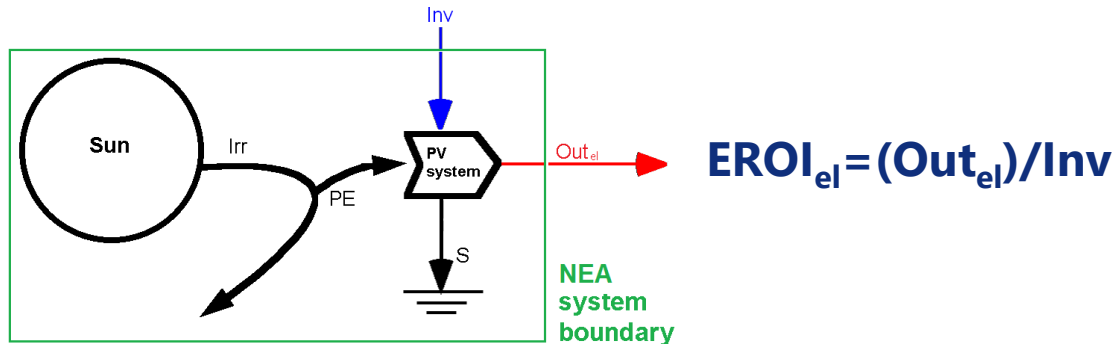 Inv
Sun
Irr
PE
PV
system
Out_el
S
NEA
system
boundary
EROI_el=(Out_el)/Inv